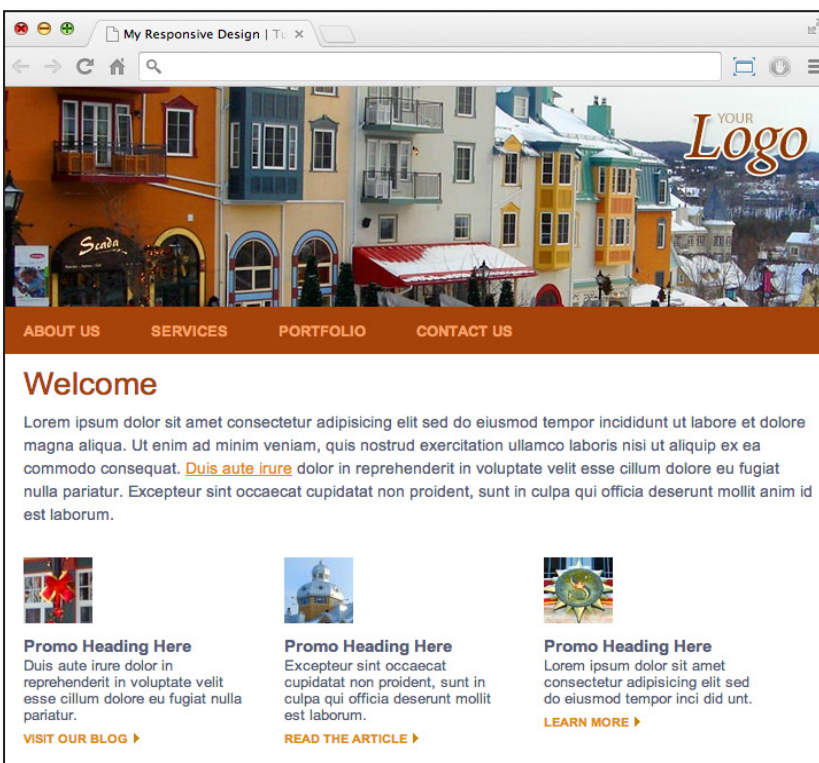 My Responsive Design | Tu
YOUR
Logo
Scada
ABOUT US SERVICES PORTFOLIO CONTACT US
Welcome
Lorem ipsum dolor sit amet consectetur adipisicing elit sed do eiusmod tempor incididunt ut labore et dolore
magna aliqua. Ut enim ad minim veniam, quis nostrud exercitation ullamco laboris nisi ut aliquip ex ea
commodo consequat. Duis aute irure dolor in reprehenderit in voluptate velit esse cillum dolore eu fugiat
nulla pariatur. Excepteur sint occaecat cupidatat non proident, sunt in culpa qui officia deserunt mollit anim id
est laborum.
Promo Heading Here
Duis aute irure dolor in
reprehenderit in voluptate velit
esse cillum dolore eu fugiat nulla
pariatur.
VISIT OUR BLOG
Promo Heading Here
Excepteur sint occaecat
cupidatat non proident, sunt in
culpa qui officia deserunt mollit
est laborum.
READ THE ARTICLE
Promo Heading Here
Lorem ipsum dolor sit amet
consectetur adipisicing elit sed
do eiusmod tempor inci did unt.
LEARN MORE